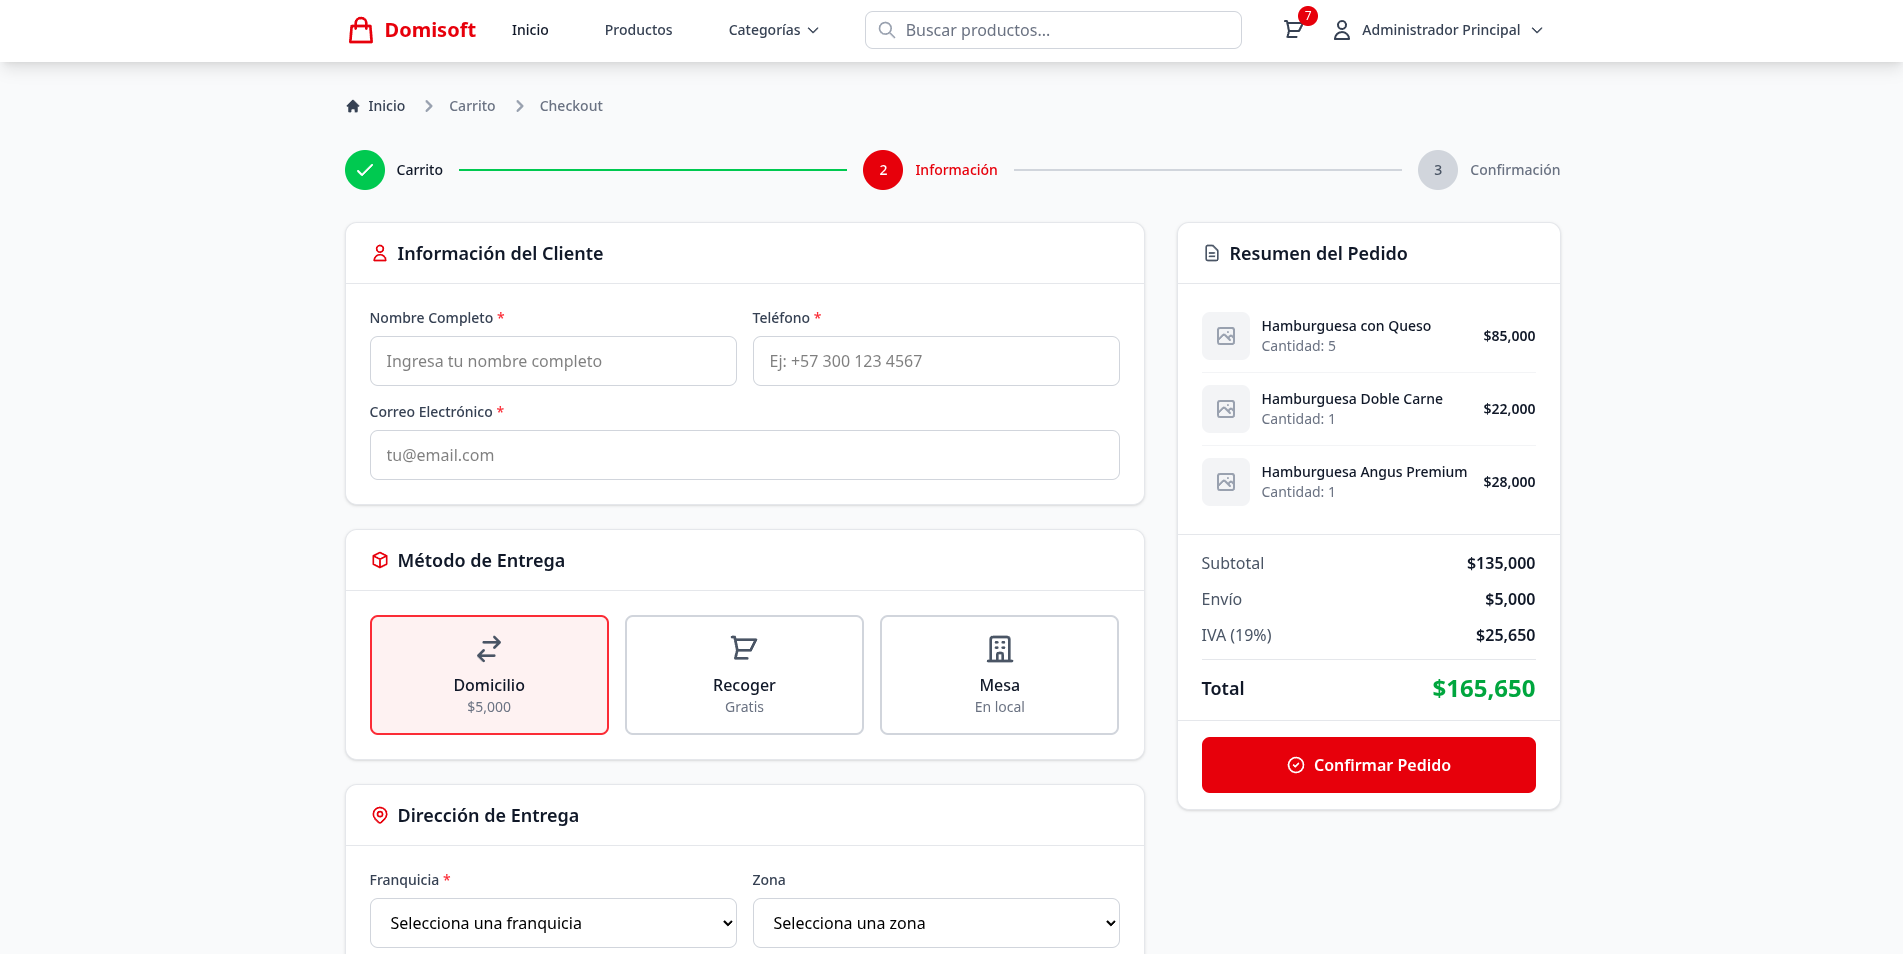 Domisoft
Inicio
Productos
Categorías
Buscar productos...
7
Administrador Principal
Inicio
Carrito
Checkout
Carrito
2
Información
3
Confirmación
Información del Cliente
Nombre Completo *
Teléfono *
Ingresa tu nombre completo
Ej: +57 300 123 4567
Correo Electrónico *
tu@email.com
Método de Entrega
Domicilio
$5,000
Recoger
Gratis
Mesa
En local
Dirección de Entrega
Franquicia *
Zona
Selecciona una franquicia
Selecciona una zona
Resumen del Pedido
Hamburguesa con Queso
Cantidad: 5
$85,000
Hamburguesa Doble Carne
Cantidad: 1
$22,000
Hamburguesa Angus Premium
Cantidad: 1
$28,000
Subtotal
$135,000
Envío
$5,000
IVA (19%)
$25,650
Total
$165,650
Confirmar Pedido